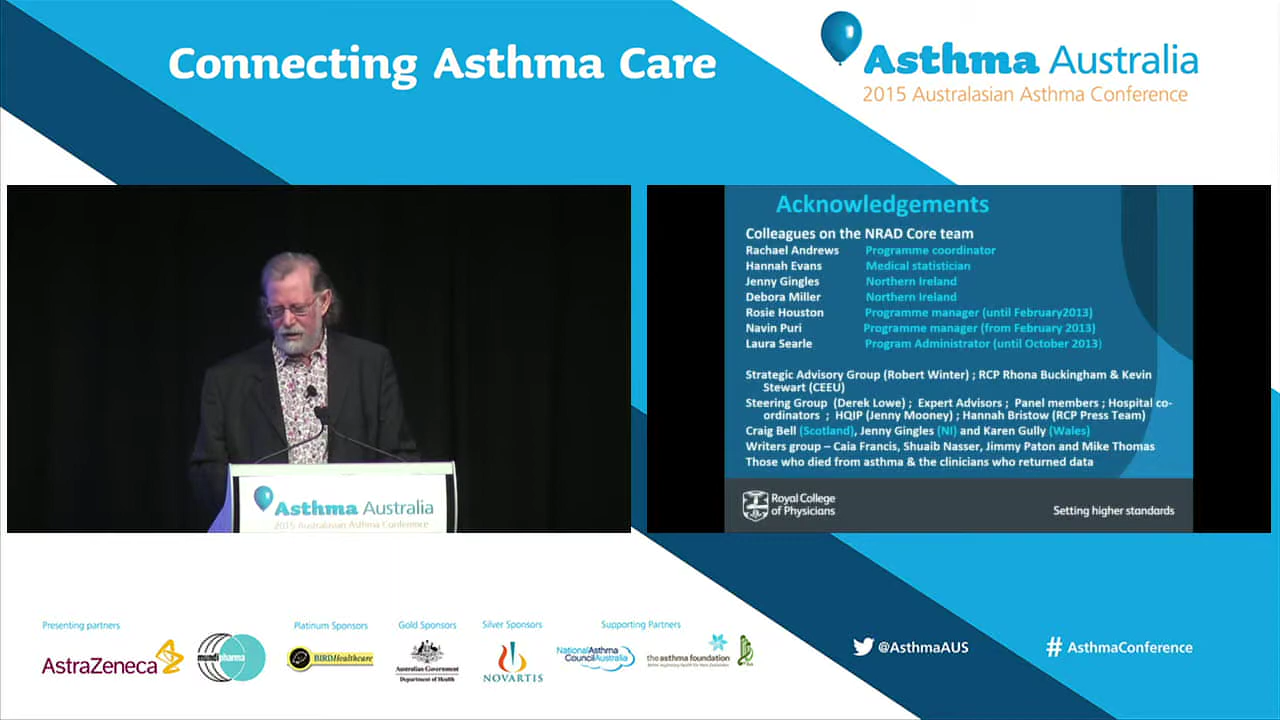 Connecting Asthma Care
Asthma Australia
2015 Australasian Asthma Conference
Acknowledgements
Colleagues on the NRAD Core team
Rachael Andrews Programme coordinator
Hannah Evans Medical statistician
Jenny Gingles Northern Ireland
Debora Miller Northern Ireland
Rosie Houston Programme manager (until February2013)
Navin Puri Programme manager (from February 2013)
Laura Searle Program Administrator (until October 2013)
Strategic Advisory Group (Robert Winter) ; RCP Rhona Buckingham & Kevin
Stewart (CEEU)
Steering Group (Derek Lowe) ; Expert Advisors ; Panel members ; Hospital co-
ordinators ; HQIP (Jenny Mooney) ; Hannah Bristow (RCP Press Team)
Craig Bell (Scotland), Jenny Gingles (NI) and Karen Gully (Wales)
Writers group – Caia Francis, Shuaib Nasser, Jimmy Paton and Mike Thomas
Those who died from asthma & the clinicians who returned data
Royal College
of Physicians
Setting higher standards
Asthma Australia
2015 Australasian Asthma Conference
Presenting partners
Platinum Sponsors
Gold Sponsors
Silver Sponsors
Supporting Partners
AstraZeneca
mundipharma
BIRDHealthcare
Australian Government
Department of Health
NOVARTIS
National Asthma
Council Australia
the asthma foundation
@AsthmaAUS
# AsthmaConference